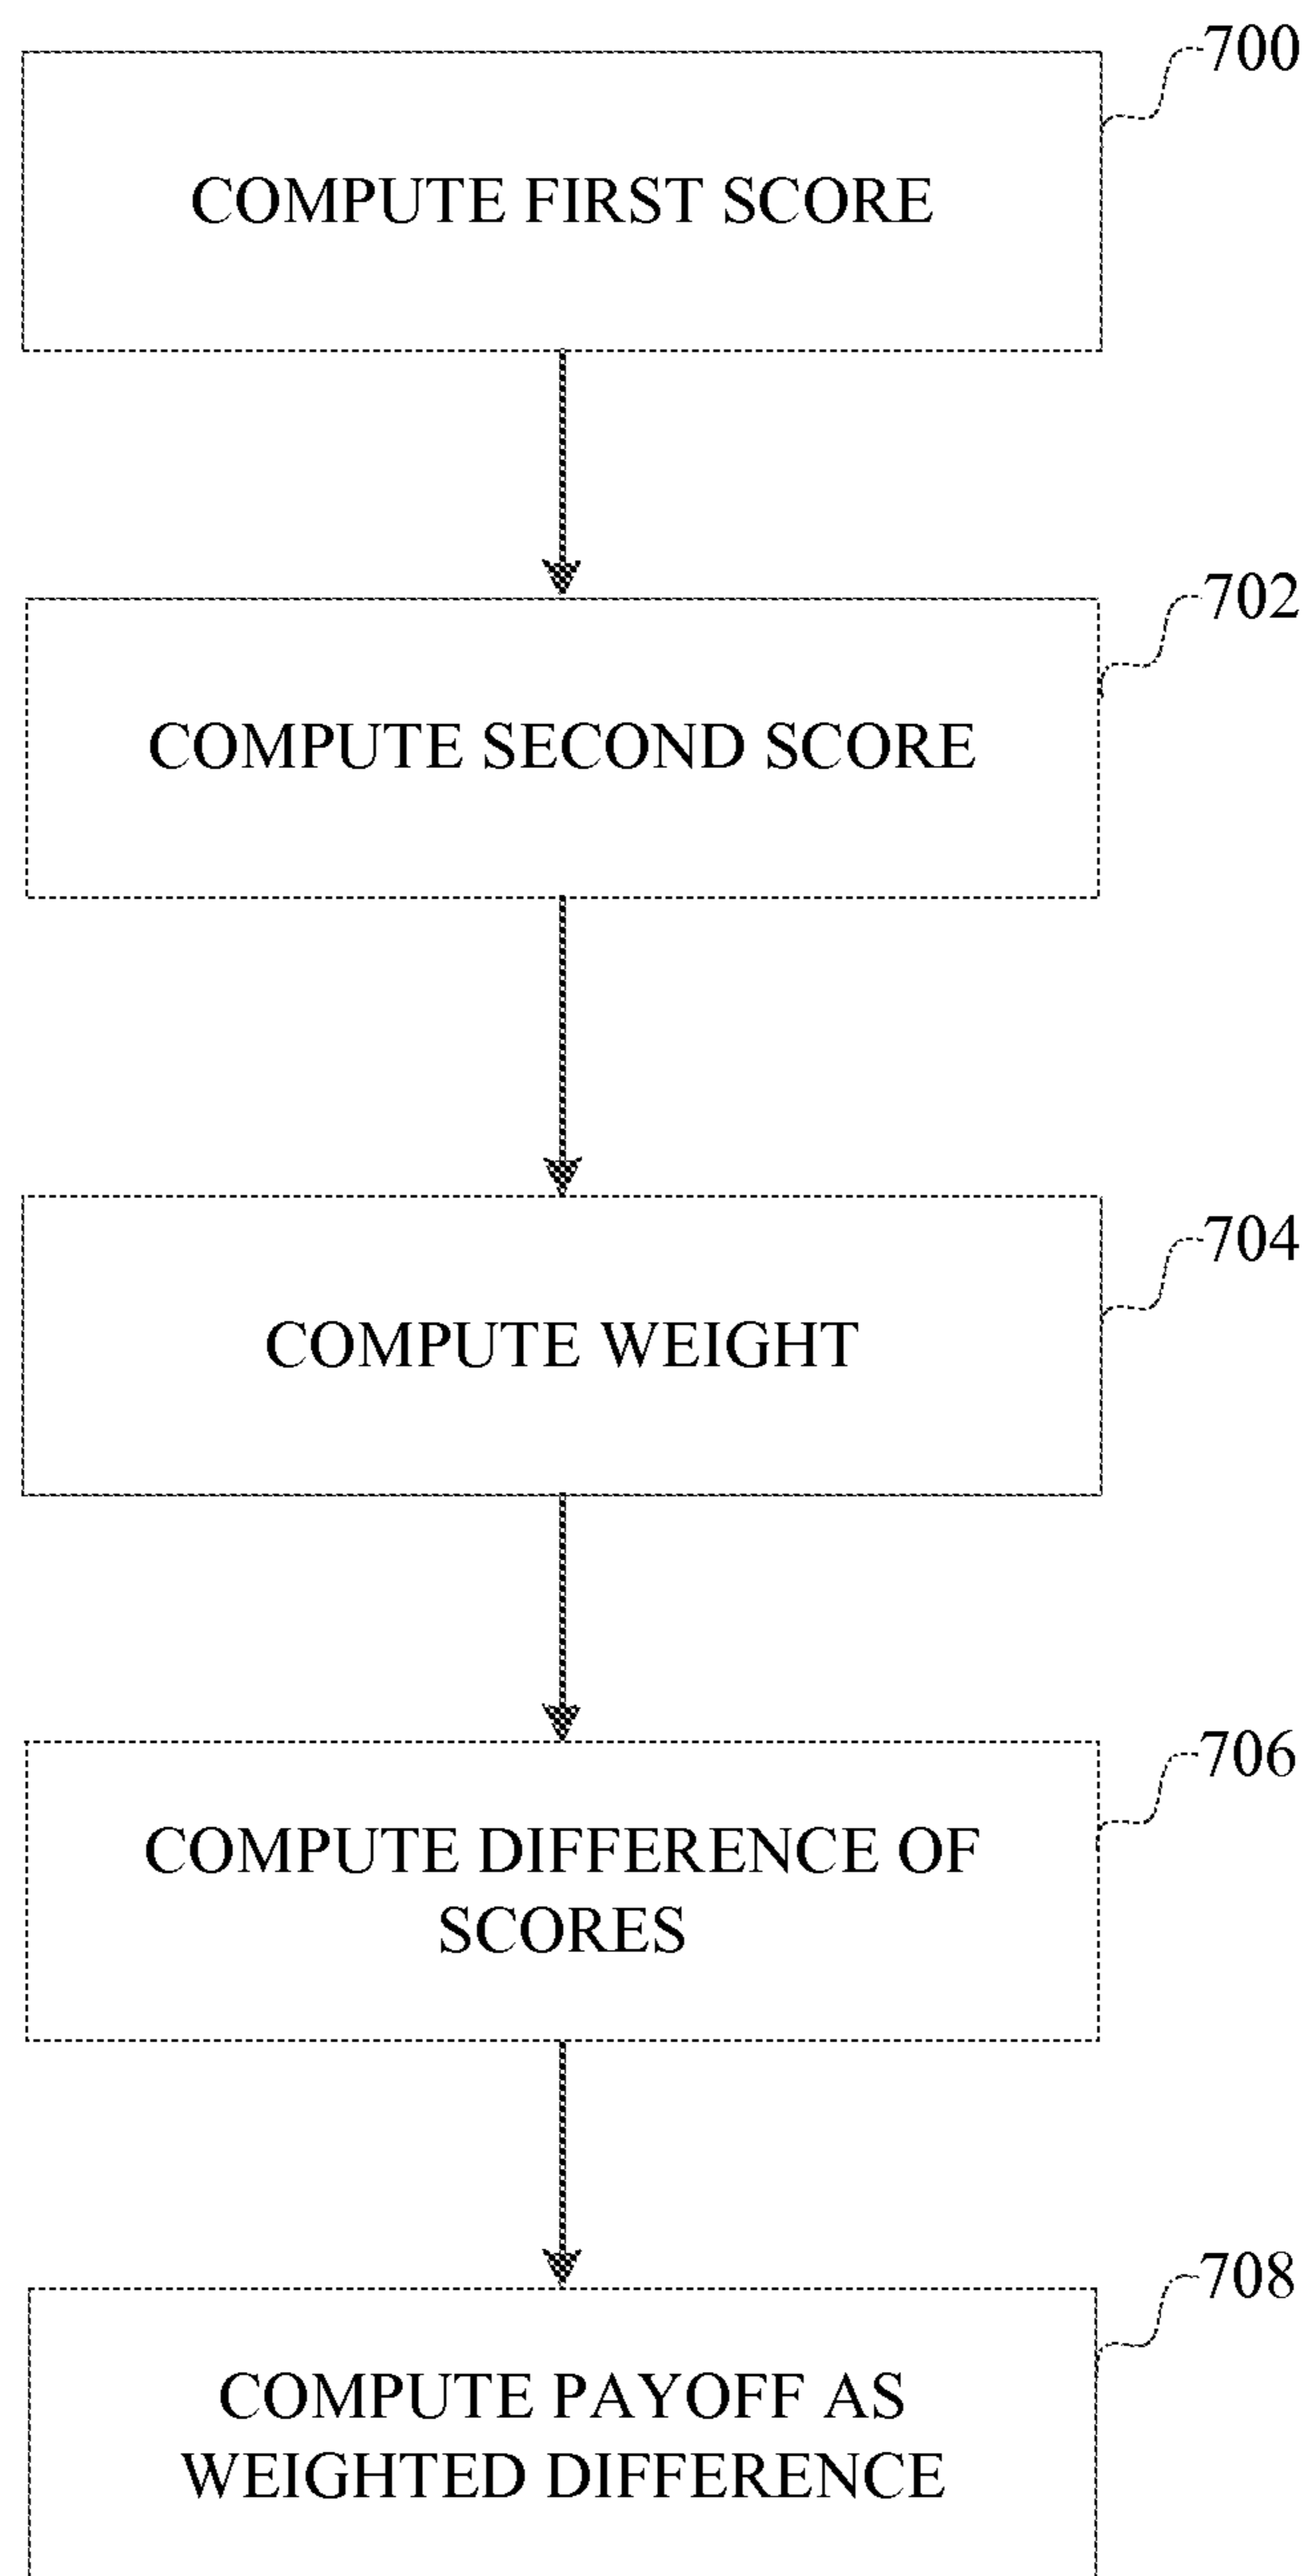 700
COMPUTE FIRST SCORE
702
COMPUTE SECOND SCORE
704
COMPUTE WEIGHT
706
COMPUTE DIFFERENCE OF
SCORES
708
COMPUTE PAYOFF AS
WEIGHTED DIFFERENCE